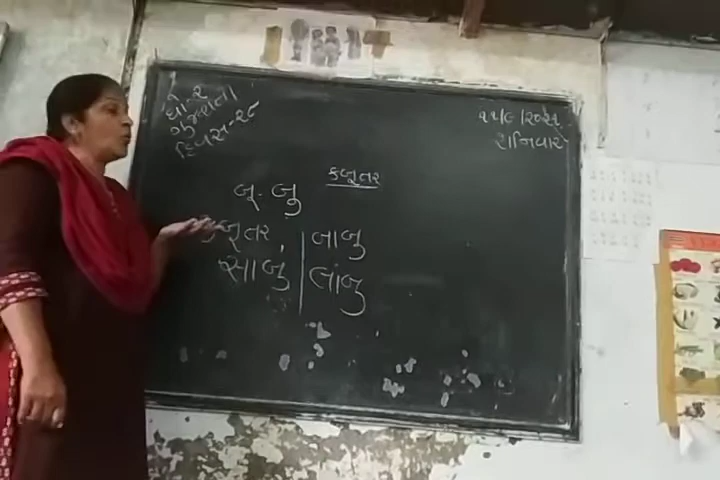 ધો-૨
ગુજરાતી
દિવસ-૨૮
શનિવાર
કબૂતર
બૂ - બુ
કબૂતર બાજુ
સાબુ લાંબુ